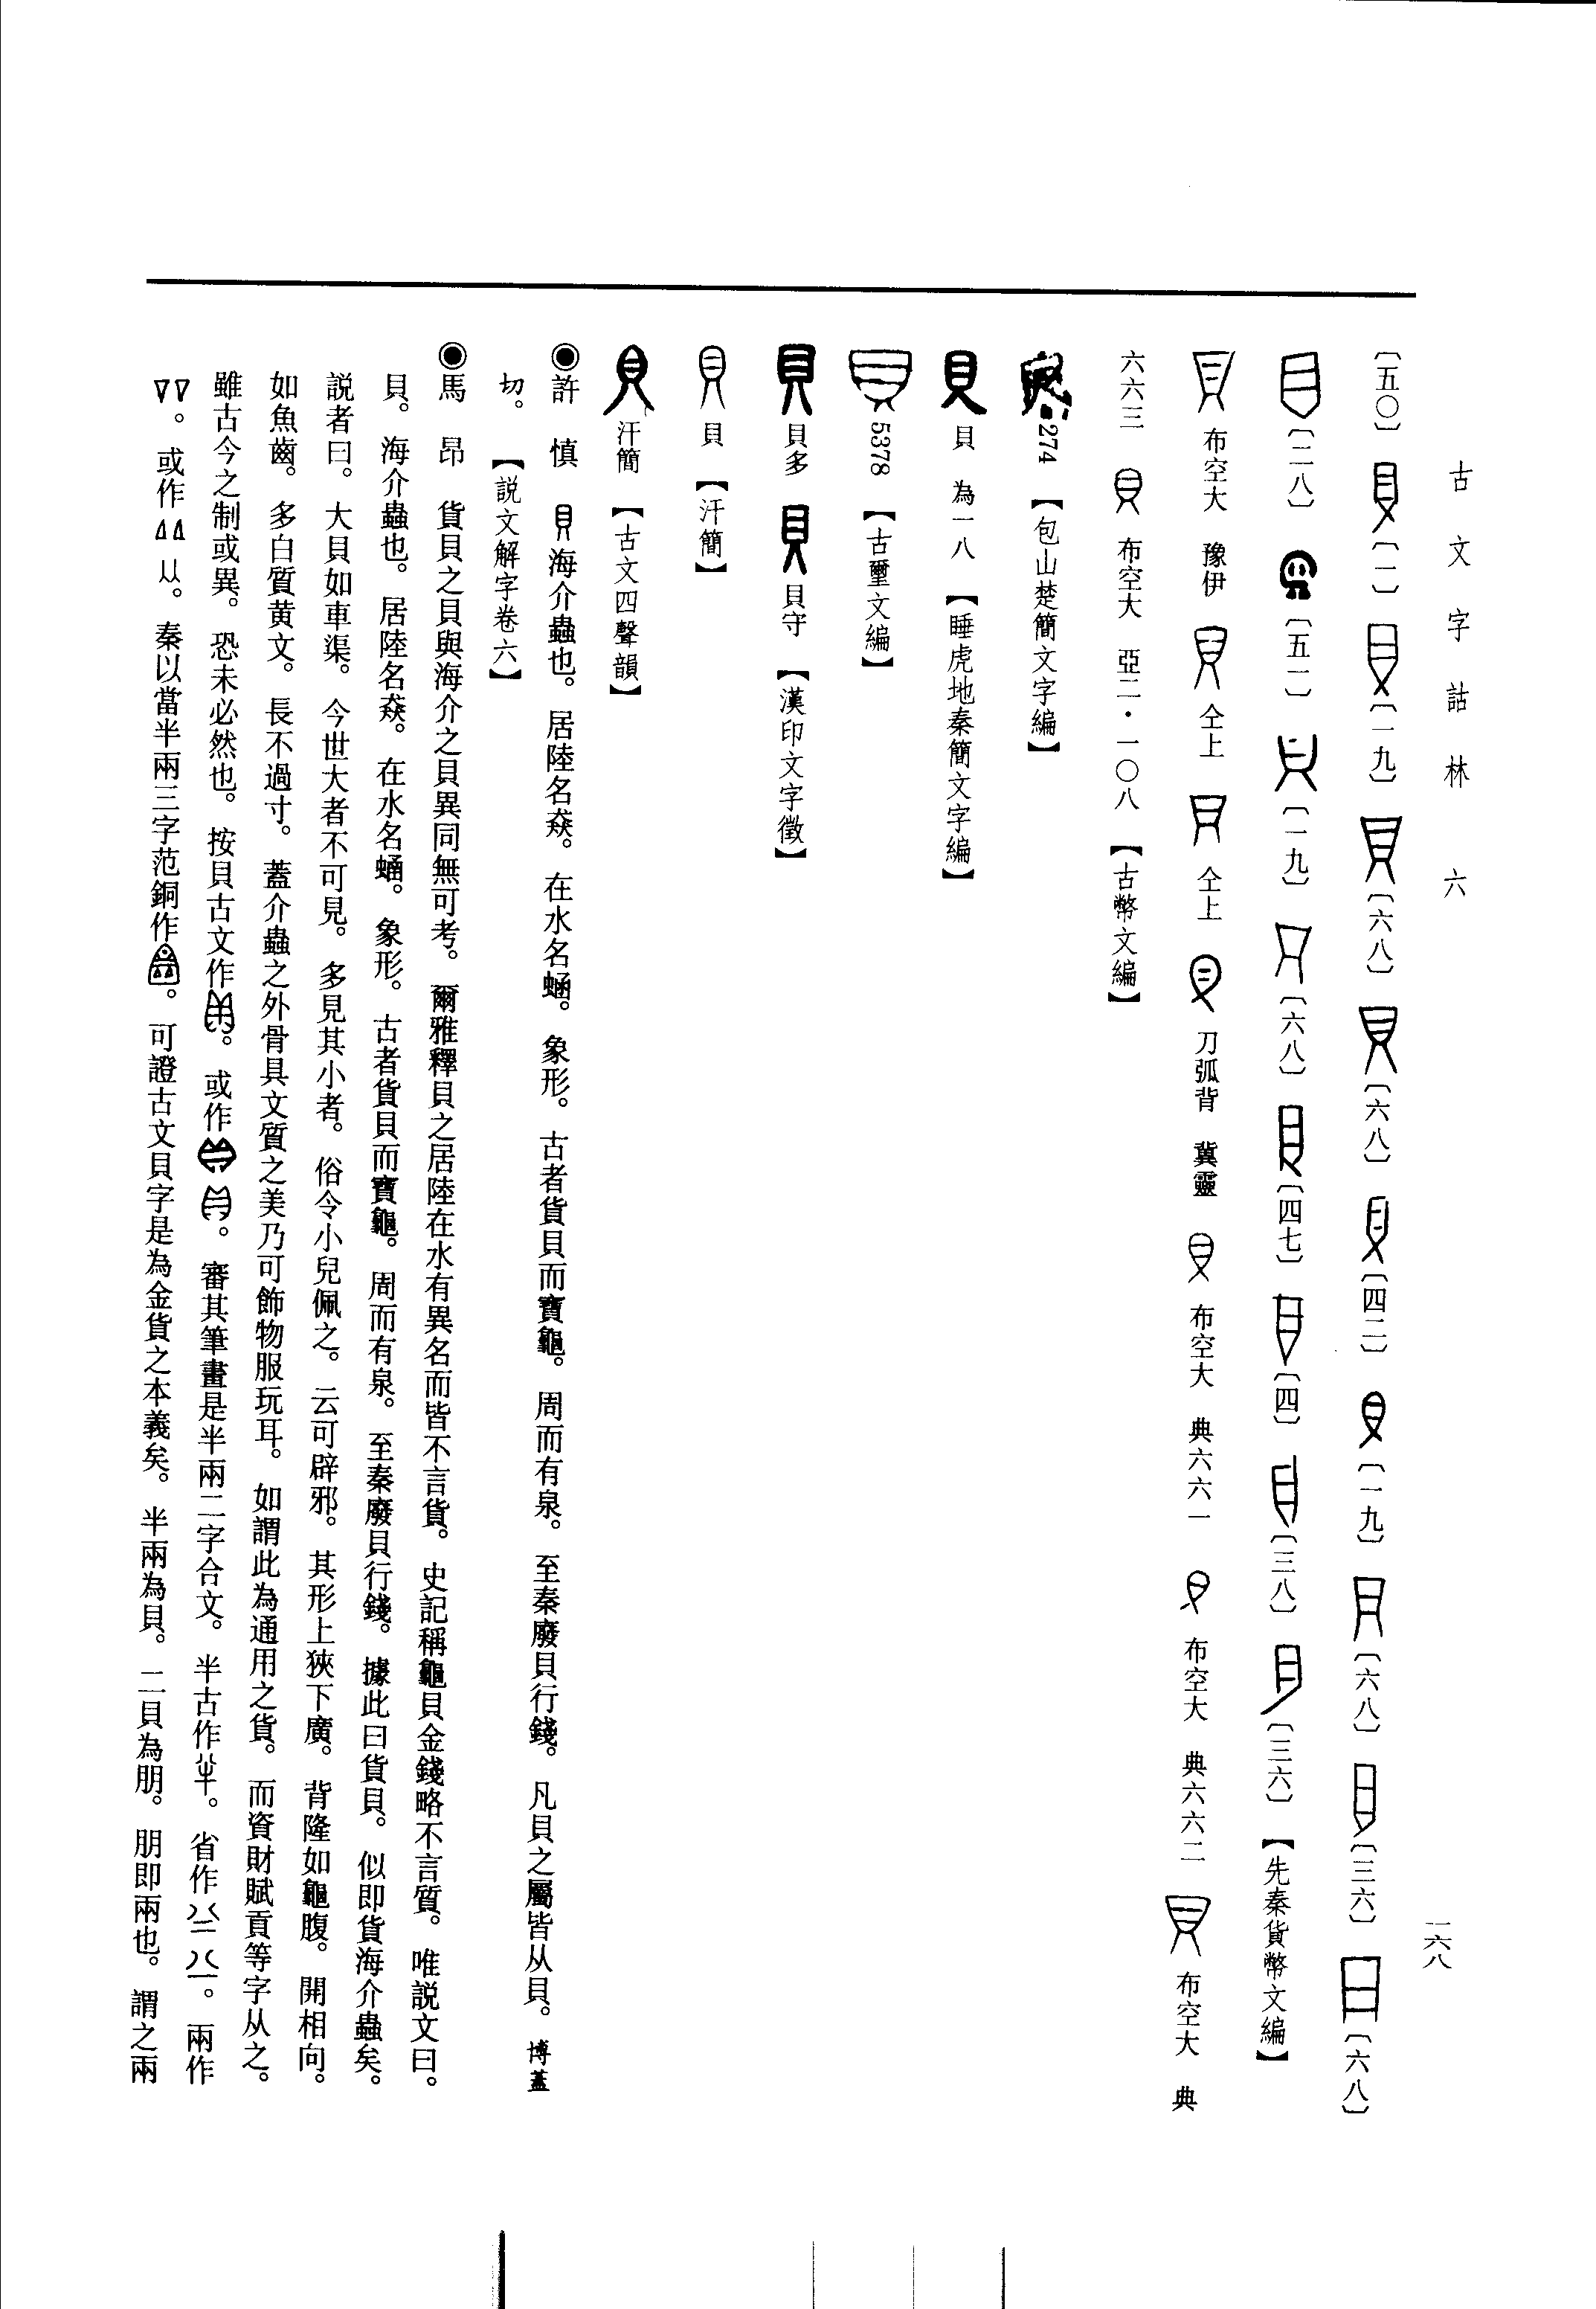 古文字詁林 六
一六八
〔五〇〕 〔一〕 〔一九〕 〔六八〕 〔六八〕 〔四二〕 〔一九〕 〔六八〕 〔三六〕 〔六八〕
〔二八〕 〔五一〕 〔一九〕 〔六八〕 〔四七〕 〔四〕 〔三八〕 〔三六〕 【先秦貨幣文編】
布空大 豫伊 仝上 仝上 刀弧背 冀靈 布空大 典六六一 布空大 典六六二 布空大 典
六六三 布空大 亞二·一〇八 【古幣文編】
274 【包山楚簡文字編】
貝 為一八 【睡虎地秦簡文字編】
5378 【古璽文編】
貝多 貝守 【漢印文字徵】
貝 【汗簡】
汗簡 【古文四聲韻】
◉許 慎 海介蟲也。居陸名猋。在水名蜬。象形。古者貨貝而寶龜。周而有泉。至秦廢貝行錢。凡貝之屬皆从貝。博蓋
切。 【說文解字卷六】
◉馬 昂 貨貝之貝與海介之貝異同無可考。爾雅釋貝之居陸在水有異名而皆不言貨。史記稱龜貝金錢略不言質。唯説文曰。
貝。海介蟲也。居陸名猋。在水名蛹。象形。古者貨貝而寶龜。周而有泉。至秦廢貝行錢。據此曰貨貝。似即貨海介蟲矣。
説者曰。大貝如車渠。今世大者不可見。多見其小者。俗令小兒佩之。云可辟邪。其形上狹下廣。背隆如龜腹。開相向。
如魚齒。多白質黄文。長不過寸。蓋介蟲之外骨具文質之美乃可飾物服玩耳。如謂此為通用之貨。而資財賦貢等字从之。
雖古今之制或異。恐未必然也。按貝古文作。或作。審其筆畫是半兩二字合文。半古作。省作。兩作
。或作。秦以當半兩三字范銅作。可證古文貝字是為金貨之本義矣。半兩為貝。二貝為朋。朋即兩也。謂之兩